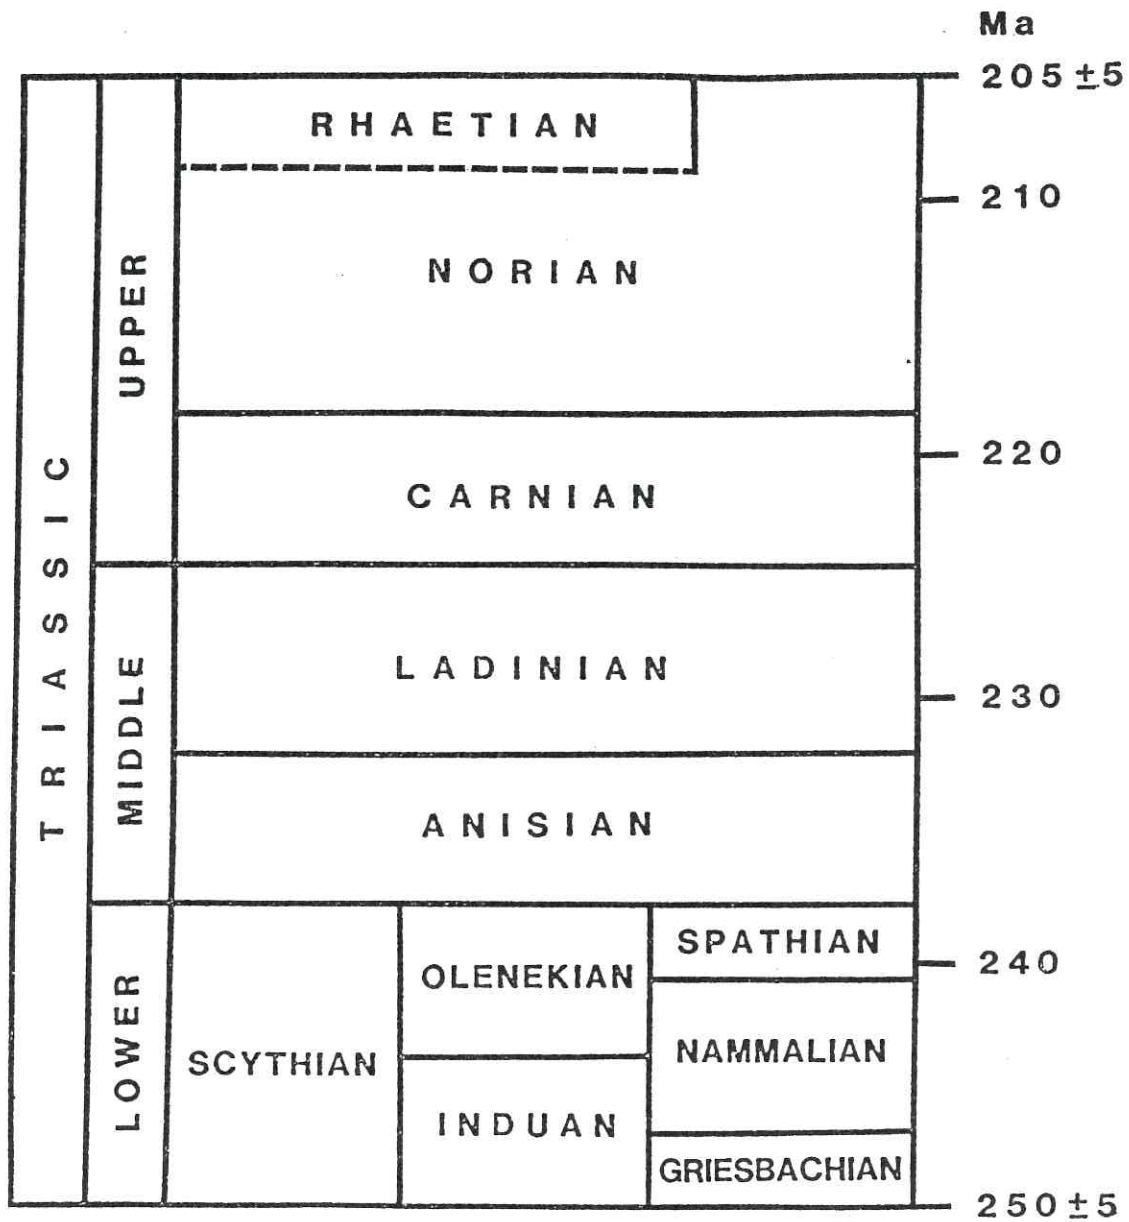 Ma
205 ±5
RHAETIAN
210
NORIAN
UPPER
220
CARNIAN
TRIASSIC
LADINIAN
230
MIDDLE
ANISIAN
SPATHIAN
240
OLENEKIAN
LOWER
SCYTHIAN
NAMMALIAN
INDUAN
GRIESBACHIAN
250 ±5